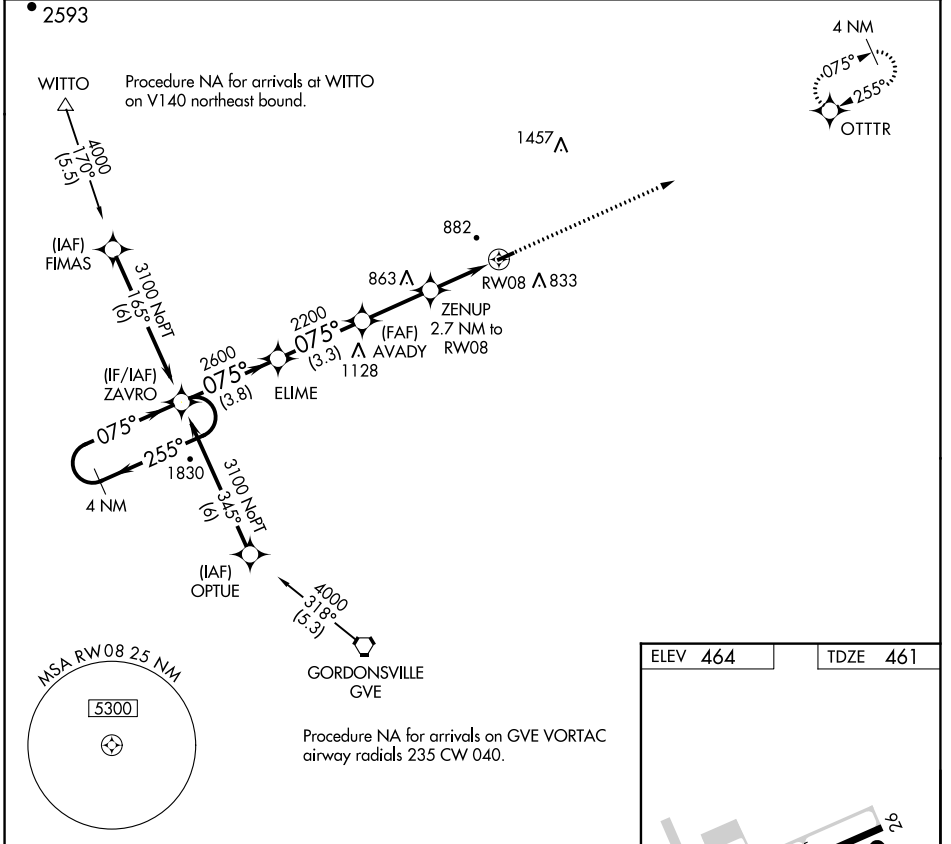 2593
WITTO
Procedure NA for arrivals at WITTO
on V140 northeast bound.
4 NM
075°
255°
OTTTR
4000
170°
(5.5)
1457
(IAF)
FIMAS
3100 NoPT
165°
(6)
882
863
RW08
833
ZENUP
2.7 NM to
RW08
2200
075°
(3.3)
(FAF)
AVADY
1128
2600
075°
(3.8)
ELIME
(IF/IAF)
ZAVRO
075°
255°
4 NM
1830
3100 NoPT
345°
(6)
(IAF)
OPTUE
4000
318°
(5.3)
GORDONSVILLE
GVE
MSA RW08 25 NM
5300
Procedure NA for arrivals on GVE VORTAC
airway radials 235 CW 040.
ELEV 464
TDZE 461
26